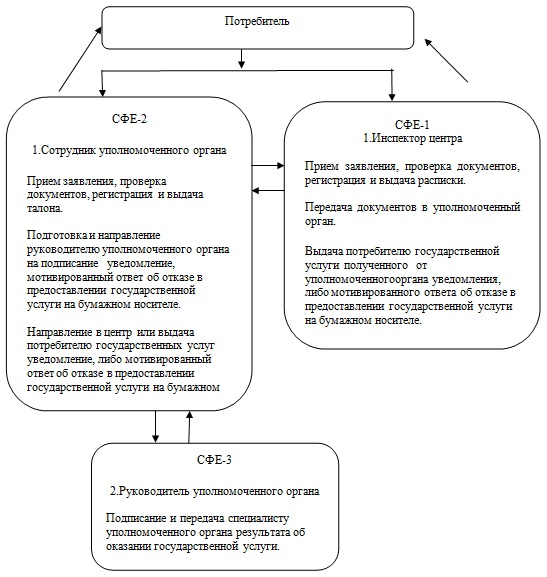 Потребитель
СФЕ-2
1.Сотрудник уполномоченного органа
Прием заявления, проверка
документов, регистрация и выдача
талона.
Подготовка и направление
руководителю уполномоченного органа
на подписание уведомление,
мотивированный ответ об отказе в
предоставлении государственной
услуги на бумажном носителе.
Направление в центр или выдача
потребителю государственных услуг
уведомление, либо мотивированный
ответ об отказе в предоставлении
государственной услуги на бумажном
СФЕ-1
1.Инспектор центра
Прием заявления, проверка документов,
регистрация и выдача расписки.
Передача документов в уполномоченный
орган.
Выдача потребителю государственной
услуги полученного от
уполномоченногооргана уведомления,
либо мотивированного ответа об отказе в
предоставлении государственной услуги
на бумажном носителе.
СФЕ-3
2.Руководитель уполномоченного органа
Подписание и передача специалисту
уполномоченного органа результата об
оказании государственной услуги.